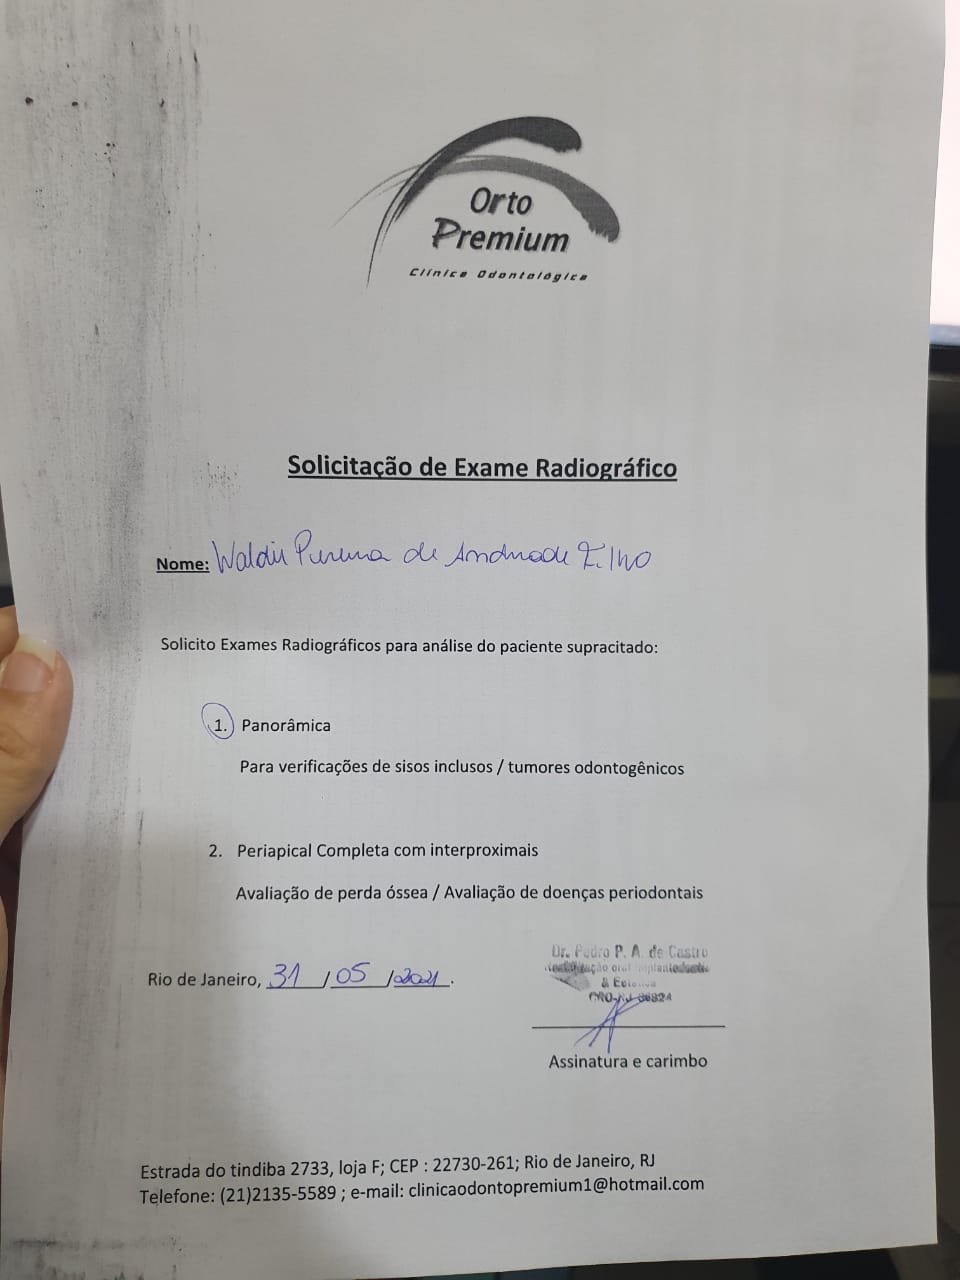 Orto
Premium
Clínica Odontológica
Solicitação de Exame Radiográfico
Nome: Waldir Pereira de Andrade Filho
Solicito Exames Radiográficos para análise do paciente supracitado:
1. Panorâmica
Para verificações de sisos inclusos / tumores odontogênicos
2. Periapical Completa com interproximais
Avaliação de perda óssea / Avaliação de doenças periodontais
Dr. Pedro P. A. de Castro
oral
&
CRO-RJ
Rio de Janeiro, 31/05/2021.
Assinatura e carimbo
Estrada do tindiba 2733, loja F; CEP : 22730-261; Rio de Janeiro, RJ
Telefone: (21)2135-5589 ; e-mail: clinicaodontopremium1@hotmail.com